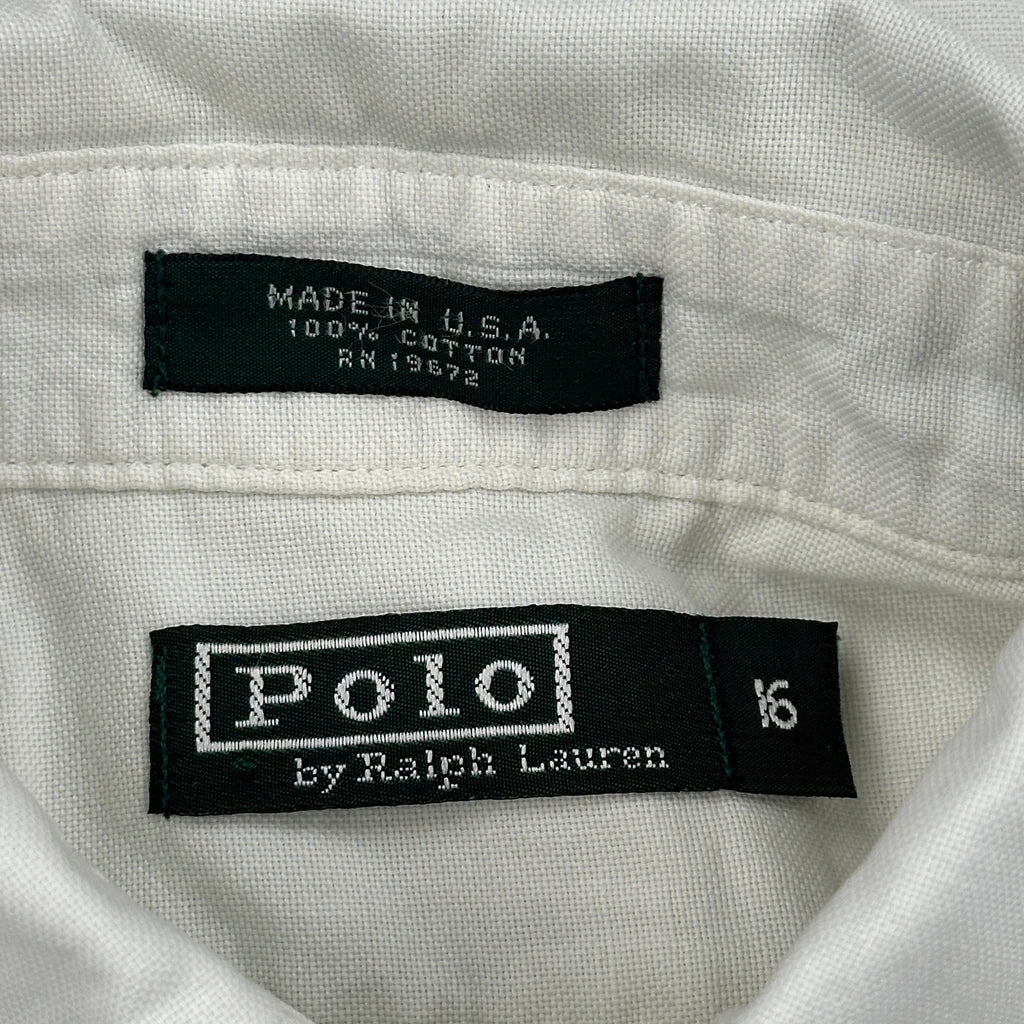 MADE IN U.S.A.
100% COTTON
RN 19672
Polo
by Ralph Lauren
16